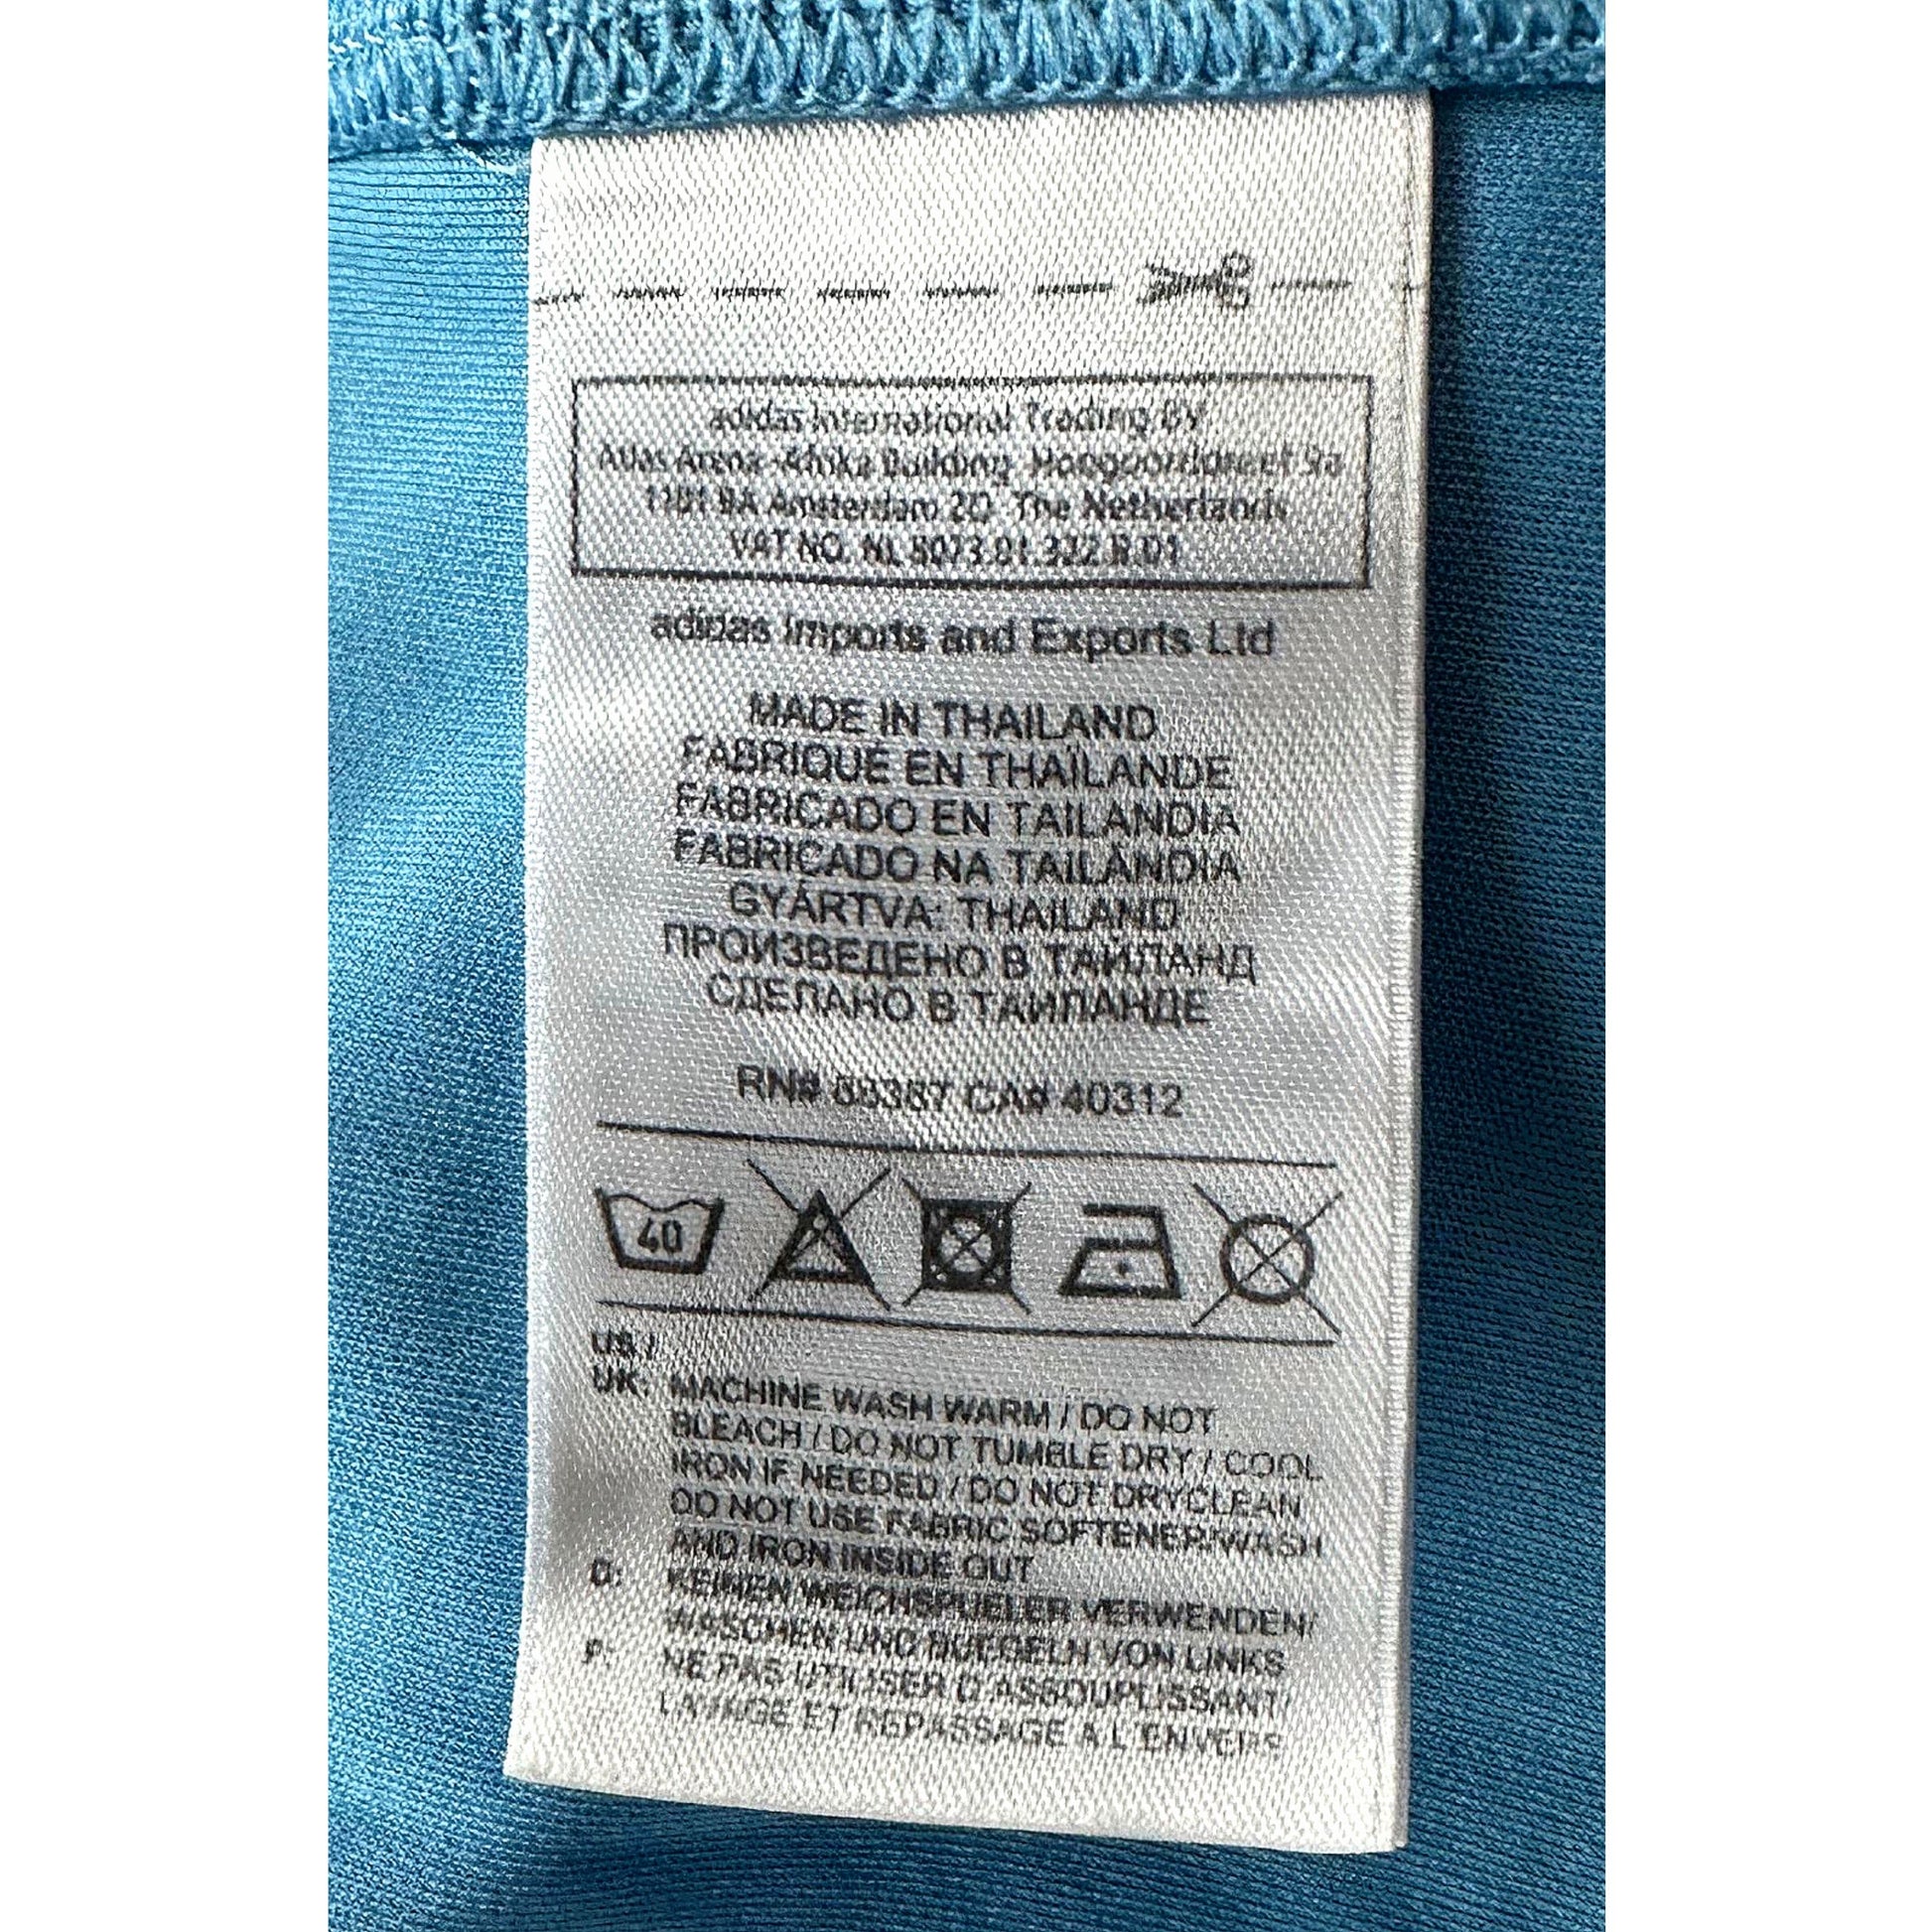 adidas International Trading BV
Atlas Arena Afrika Building Hoogoorddreef 9a
1101 BA Amsterdam ZO The Netherlands
VAT NO. NL 8073.01.322.B.01
adidas Imports and Exports Ltd
MADE IN THAILAND
FABRIQUÉ EN THAÏLANDE
FABRICADO EN TAILANDIA
FABRICADO NA TAILÂNDIA
GYÁRTVA: THAILAND
ПРОИЗВЕДЕНО В ТАЙЛАНД
СДЕЛАНО В ТАИЛАНДЕ
RN# 88387 CA# 40312
40
US /
UK: MACHINE WASH WARM / DO NOT
BLEACH / DO NOT TUMBLE DRY / COOL
IRON IF NEEDED / DO NOT DRYCLEAN
DO NOT USE FABRIC SOFTENER/WASH
AND IRON INSIDE OUT
D: KEINEN WEICHSPUELER VERWENDEN/
WASCHEN UND BUEGELN VON LINKS
F: NE PAS UTILISER D'ASSOUPLISSANT/
LAVAGE ET REPASSAGE A L'ENVERS